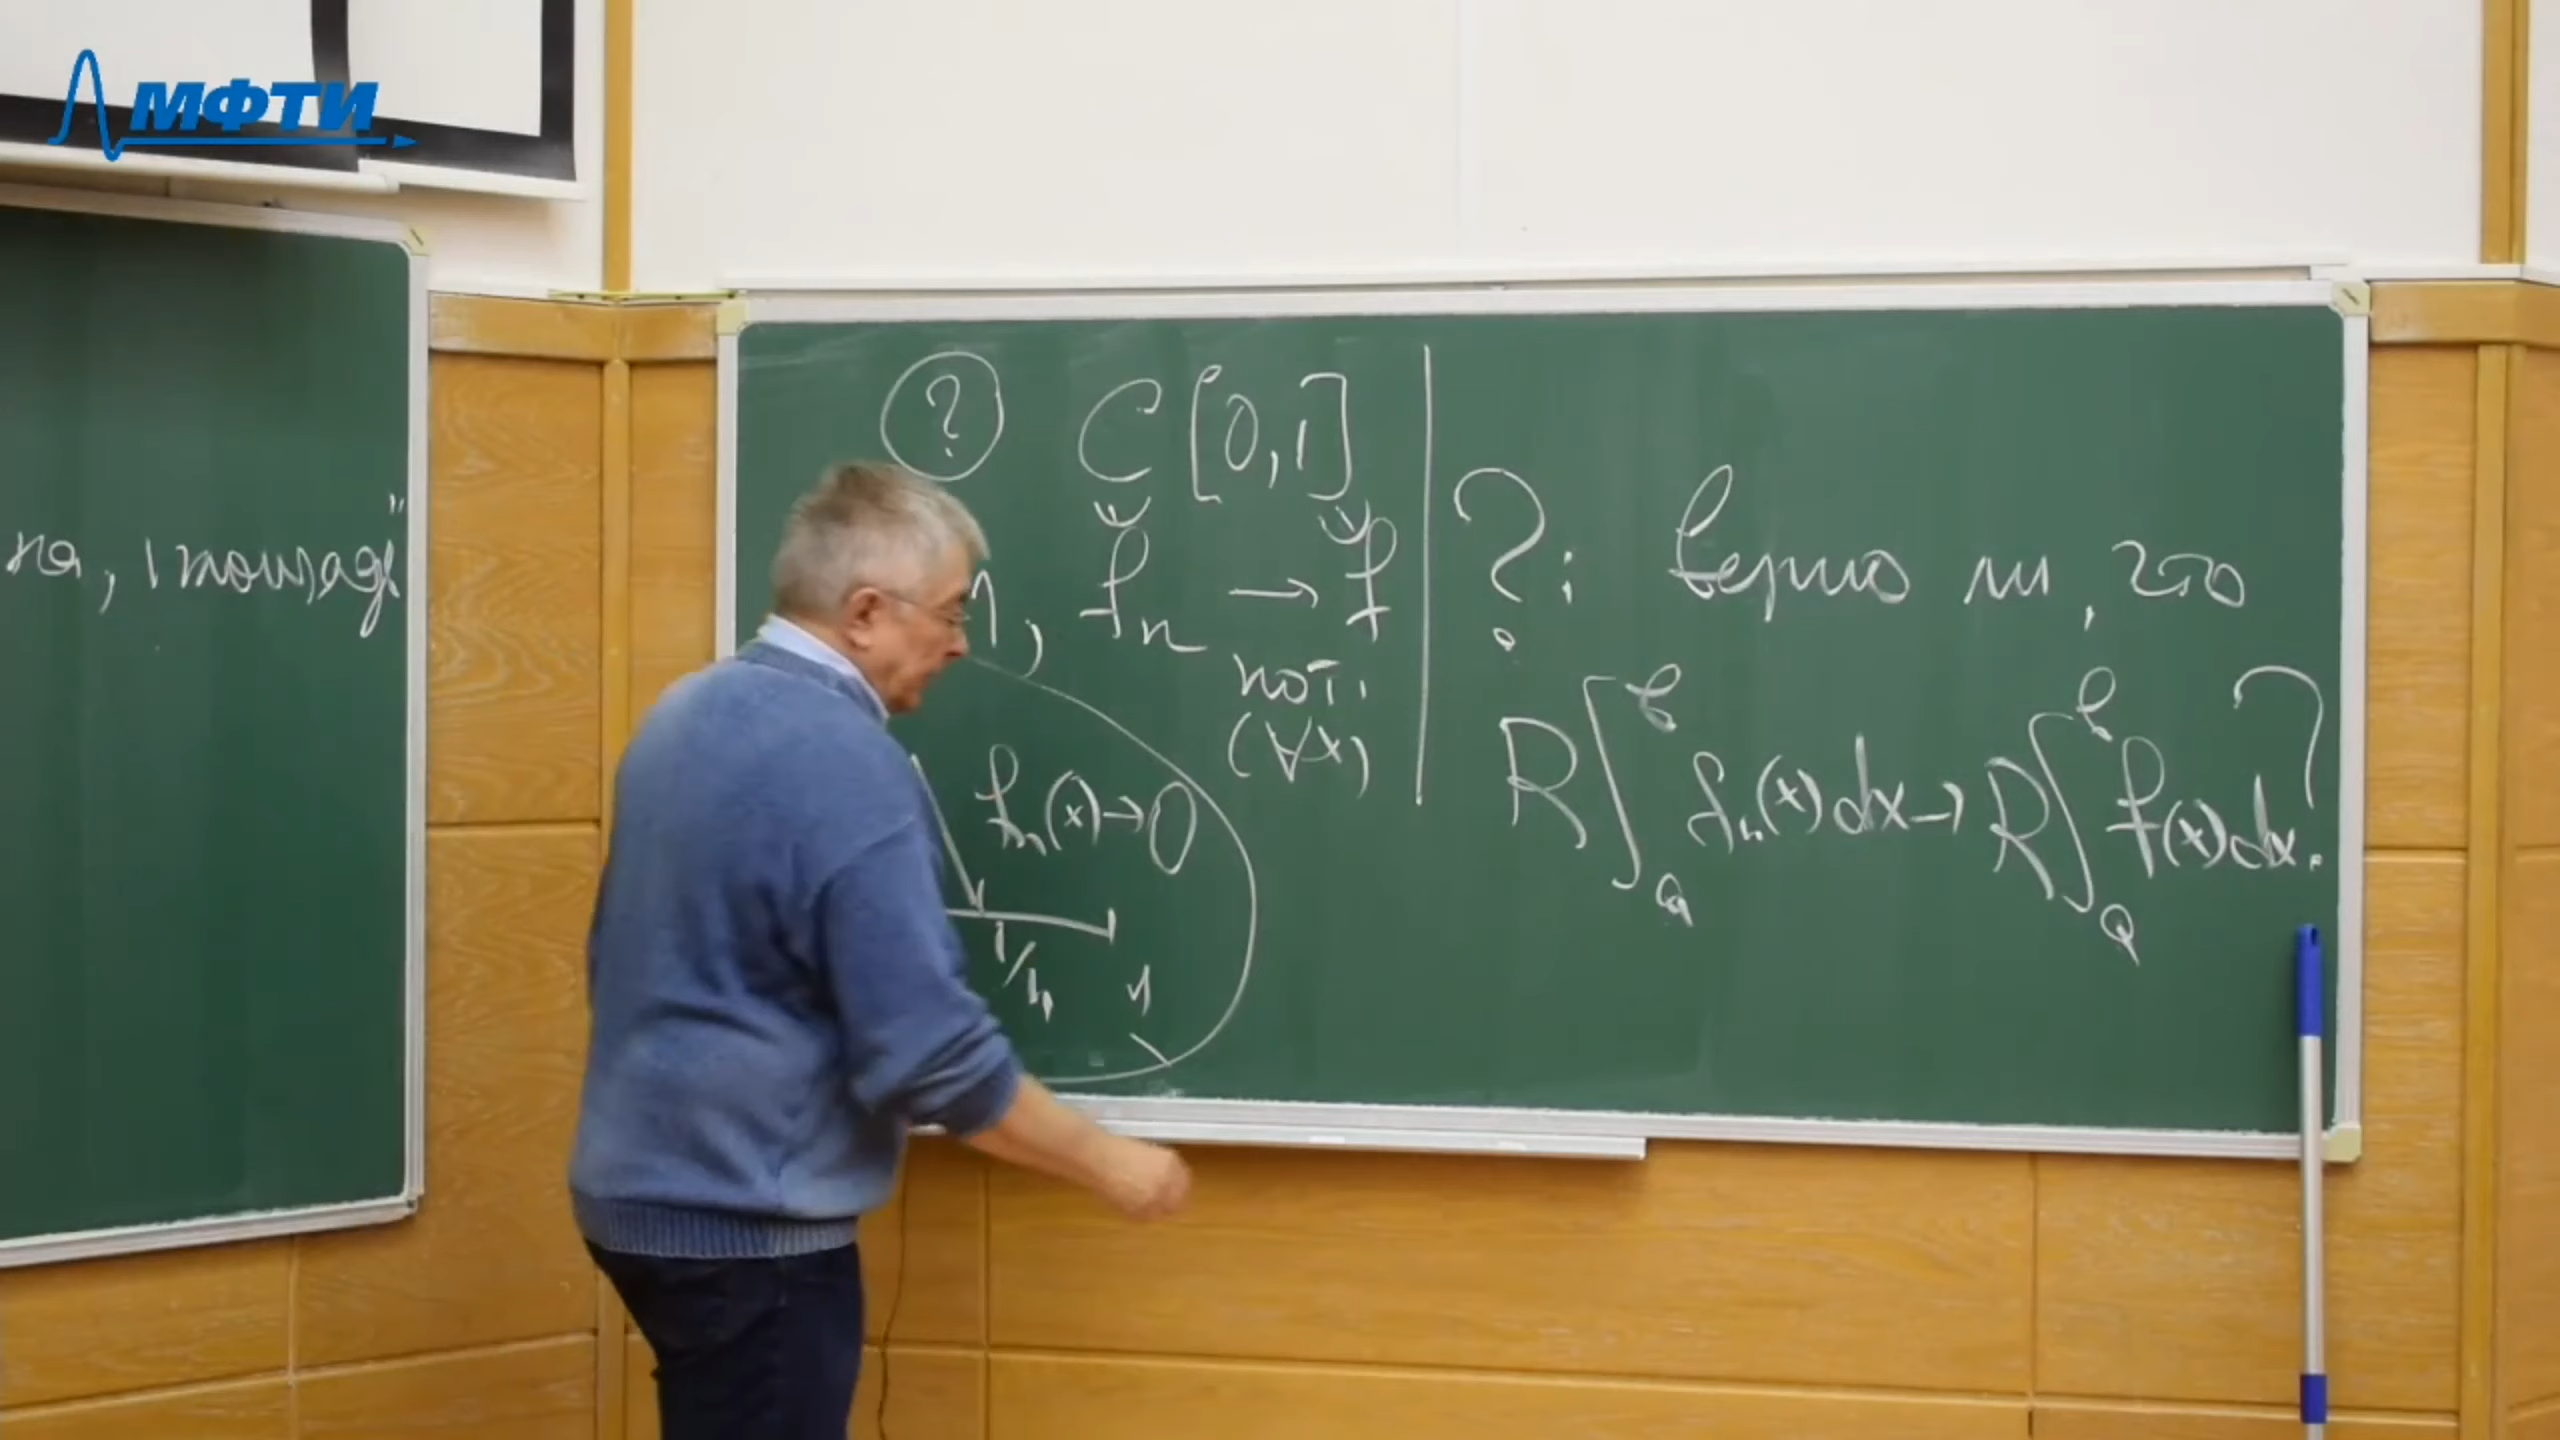 МФТИ
на, площадь"
? C [0,1]
1, fₙ → f
пот.
(∀x)
fₙ(x) → 0
1/n 1
? : верно ли, что
R∫ₐᵇ fₙ(x)dx → R∫ₐᵇ f(x)dx ?